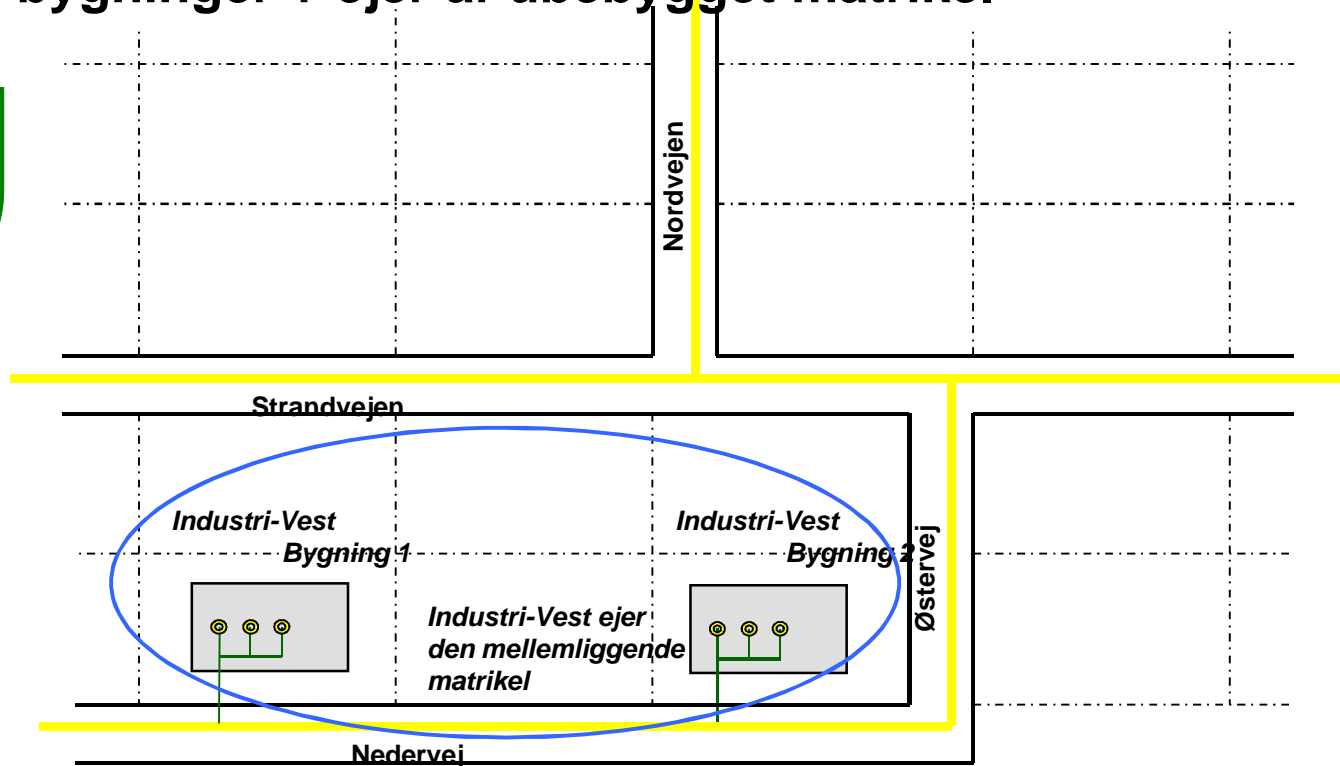 Nordvejen
Strandvejen
Industri-Vest
Bygning 1
Industri-Vest
Bygning 2
Østervej
Industri-Vest ejer
den mellemliggende
matrikel
Nedervej